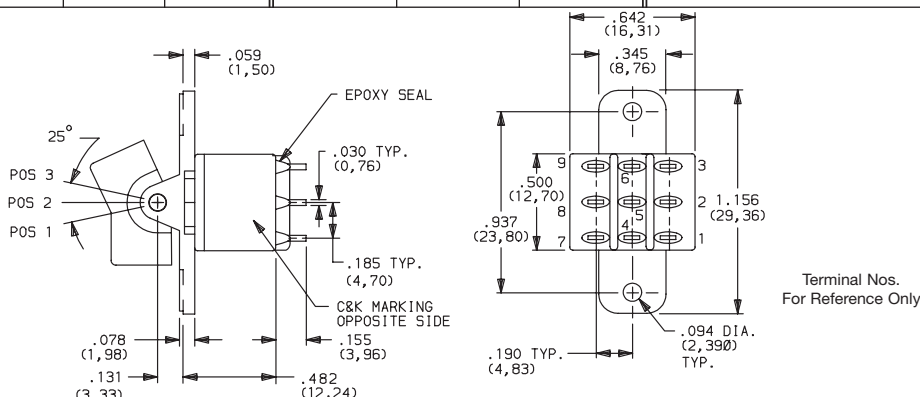 .059
(1,50)
EPOXY SEAL
25°
.030 TYP.
(0,76)
POS 3
POS 2
POS 1
.185 TYP.
(4,70)
C&K MARKING
OPPOSITE SIDE
.078
(1,98)
.155
(3,96)
.131
(3,33)
.482
(12,24)
.642
(16,31)
.345
(8,76)
9
6
3
.500
(12,70)
8
5
2
1.156
(29,36)
.937
(23,80)
7
4
1
.094 DIA.
(2,390)
TYP.
.190 TYP.
(4,83)
Terminal Nos.
For Reference Only